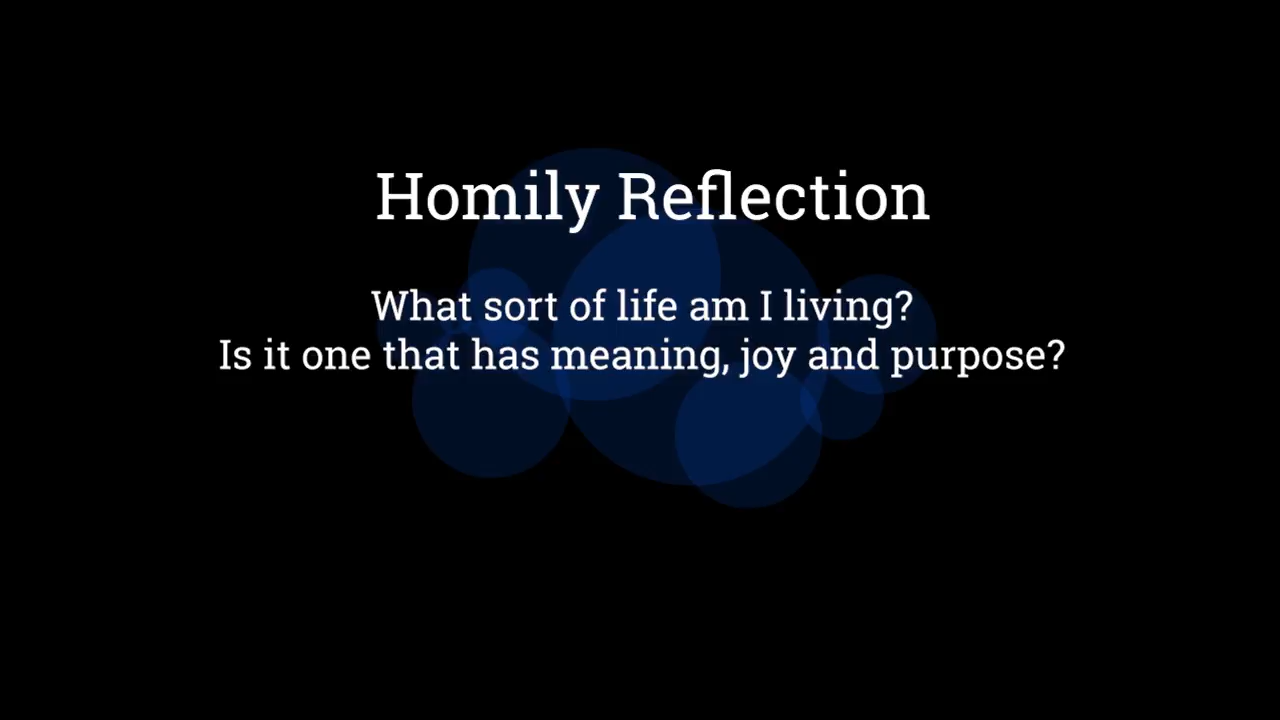 Homily Reflection
What sort of life am I living?
Is it one that has meaning, joy and purpose?